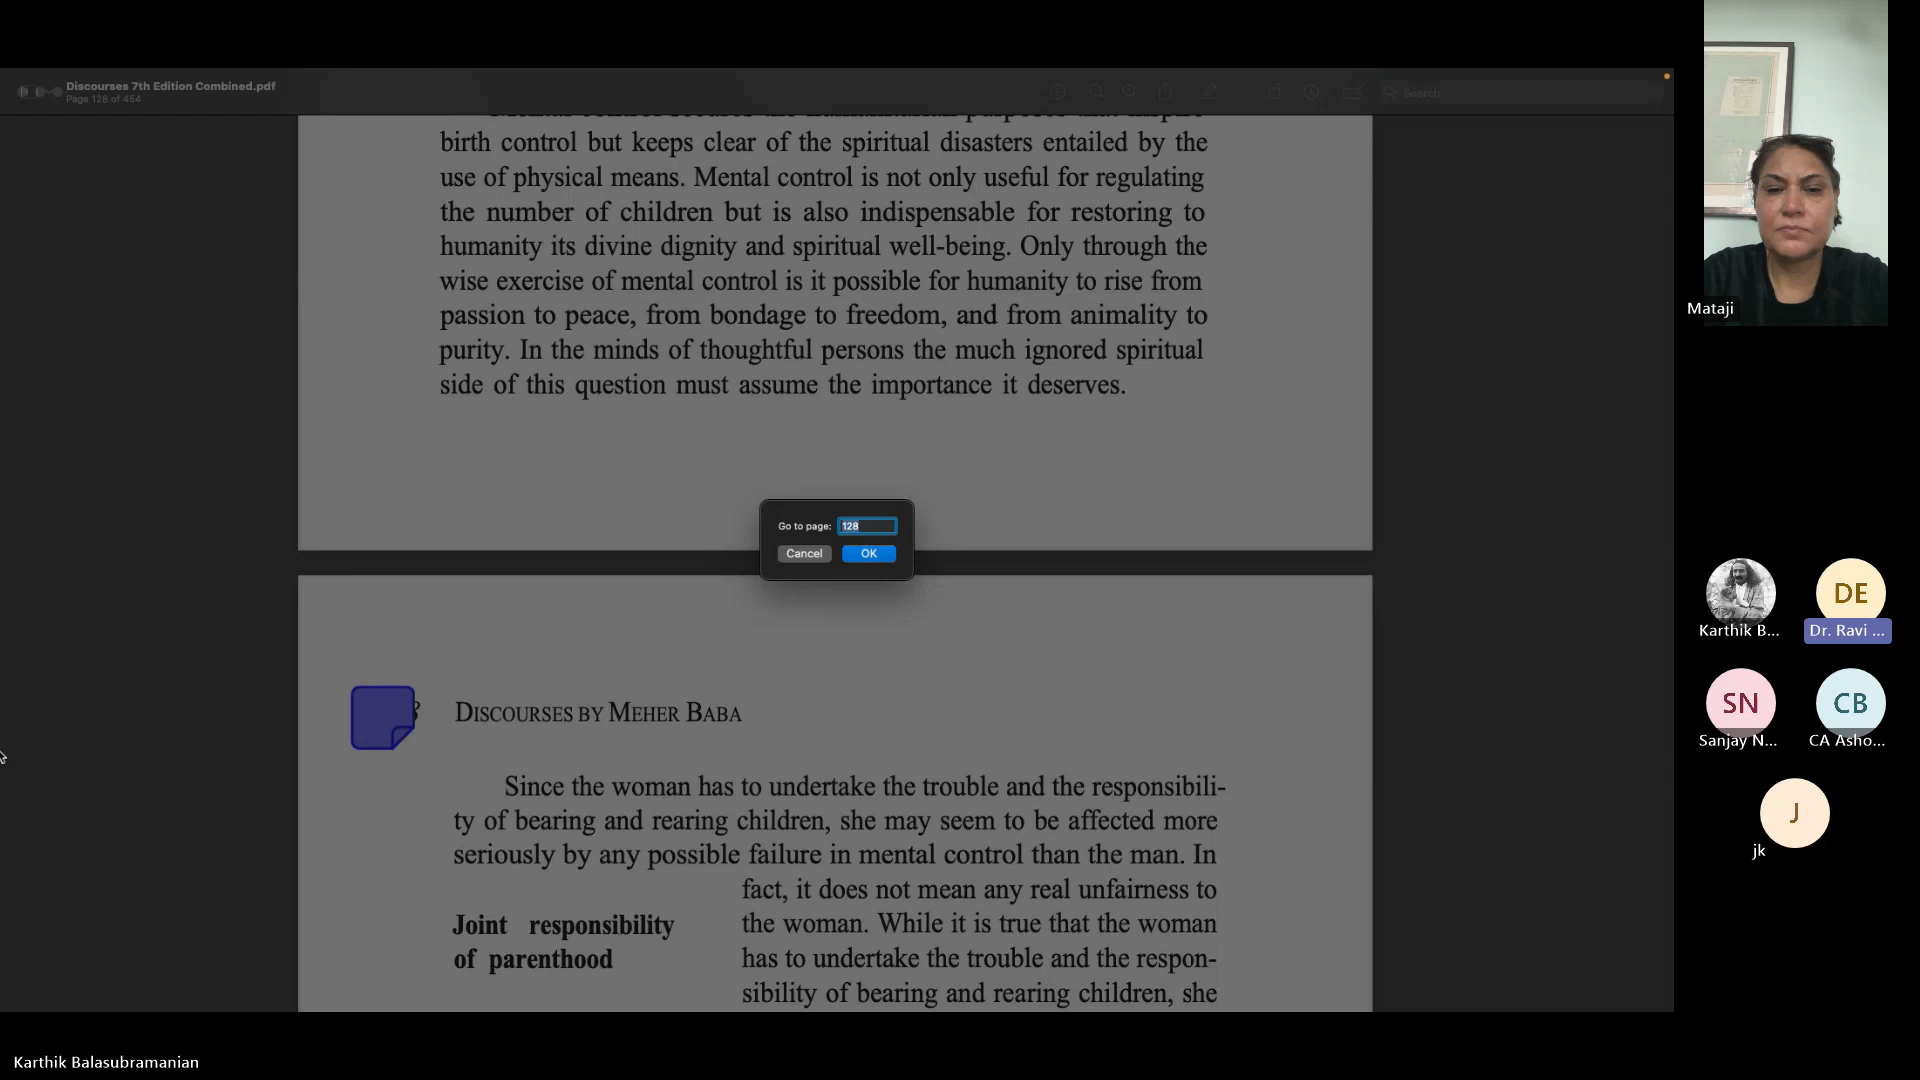 Discourses 7th Edition Combined.pdf
Page 128 of 454
Search
Mental control secures the humanitarian purposes that inspire
birth control but keeps clear of the spiritual disasters entailed by the
use of physical means. Mental control is not only useful for regulating
the number of children but is also indispensable for restoring to
humanity its divine dignity and spiritual well-being. Only through the
wise exercise of mental control is it possible for humanity to rise from
passion to peace, from bondage to freedom, and from animality to
purity. In the minds of thoughtful persons the much ignored spiritual
side of this question must assume the importance it deserves.
Go to page: 128
Cancel OK
DISCOURSES BY MEHER BABA
Since the woman has to undertake the trouble and the responsibili-
ty of bearing and rearing children, she may seem to be affected more
seriously by any possible failure in mental control than the man. In
fact, it does not mean any real unfairness to
the woman. While it is true that the woman
has to undertake the trouble and the respon-
sibility of bearing and rearing children, she
Joint responsibility
of parenthood
Mataji
Karthik B...
DE
Dr. Ravi ...
SN
Sanjay N...
CB
CA Asho...
J
jk
Karthik Balasubramanian